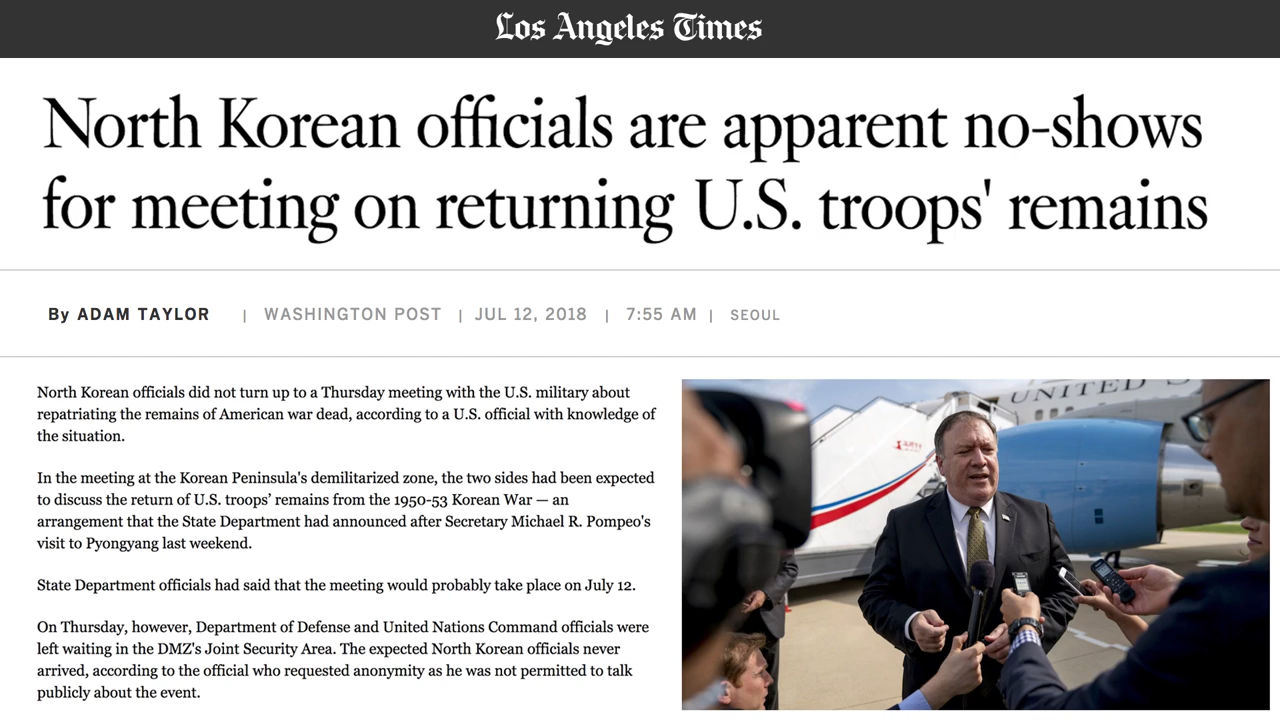 Los Angeles Times
North Korean officials are apparent no-shows
for meeting on returning U.S. troops' remains
By ADAM TAYLOR | WASHINGTON POST | JUL 12, 2018 | 7:55 AM | SEOUL
North Korean officials did not turn up to a Thursday meeting with the U.S. military about
repatriating the remains of American war dead, according to a U.S. official with knowledge of
the situation.
In the meeting at the Korean Peninsula's demilitarized zone, the two sides had been expected
to discuss the return of U.S. troops’ remains from the 1950-53 Korean War — an
arrangement that the State Department had announced after Secretary Michael R. Pompeo's
visit to Pyongyang last weekend.
State Department officials had said that the meeting would probably take place on July 12.
On Thursday, however, Department of Defense and United Nations Command officials were
left waiting in the DMZ's Joint Security Area. The expected North Korean officials never
arrived, according to the official who requested anonymity as he was not permitted to talk
publicly about the event.
UNITED S